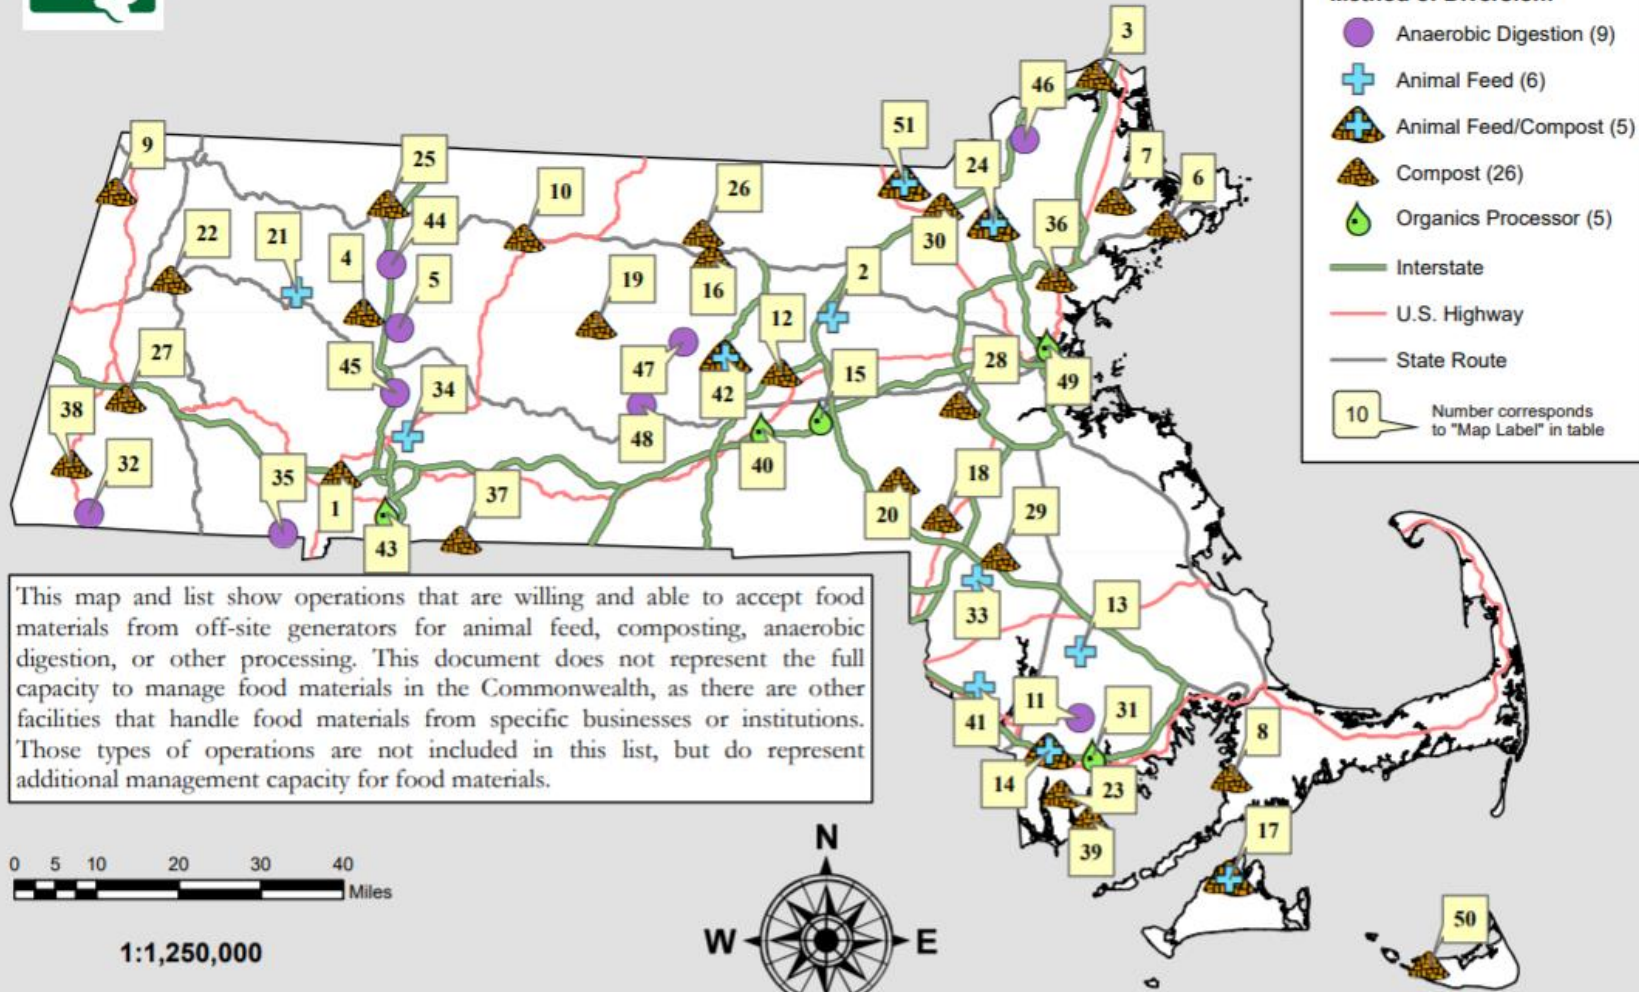 Anaerobic Digestion (9)
Animal Feed (6)
Animal Feed/Compost (5)
Compost (26)
Organics Processor (5)
Interstate
U.S. Highway
State Route
10
Number corresponds
to "Map Label" in table
3
46
51
9
25
24
7
6
10
26
44
22
21
36
4
5
30
2
19
16
12
27
45
47
15
28
49
34
42
38
48
32
40
35
18
37
1
20
29
43
33
13
11
31
41
8
14
23
17
39
50
This map and list show operations that are willing and able to accept food
materials from off-site generators for animal feed, composting, anaerobic
digestion, or other processing. This document does not represent the full
capacity to manage food materials in the Commonwealth, as there are other
facilities that handle food materials from specific businesses or institutions.
Those types of operations are not included in this list, but do represent
additional management capacity for food materials.
0 5 10 20 30 40
Miles
1:1,250,000
N
W E